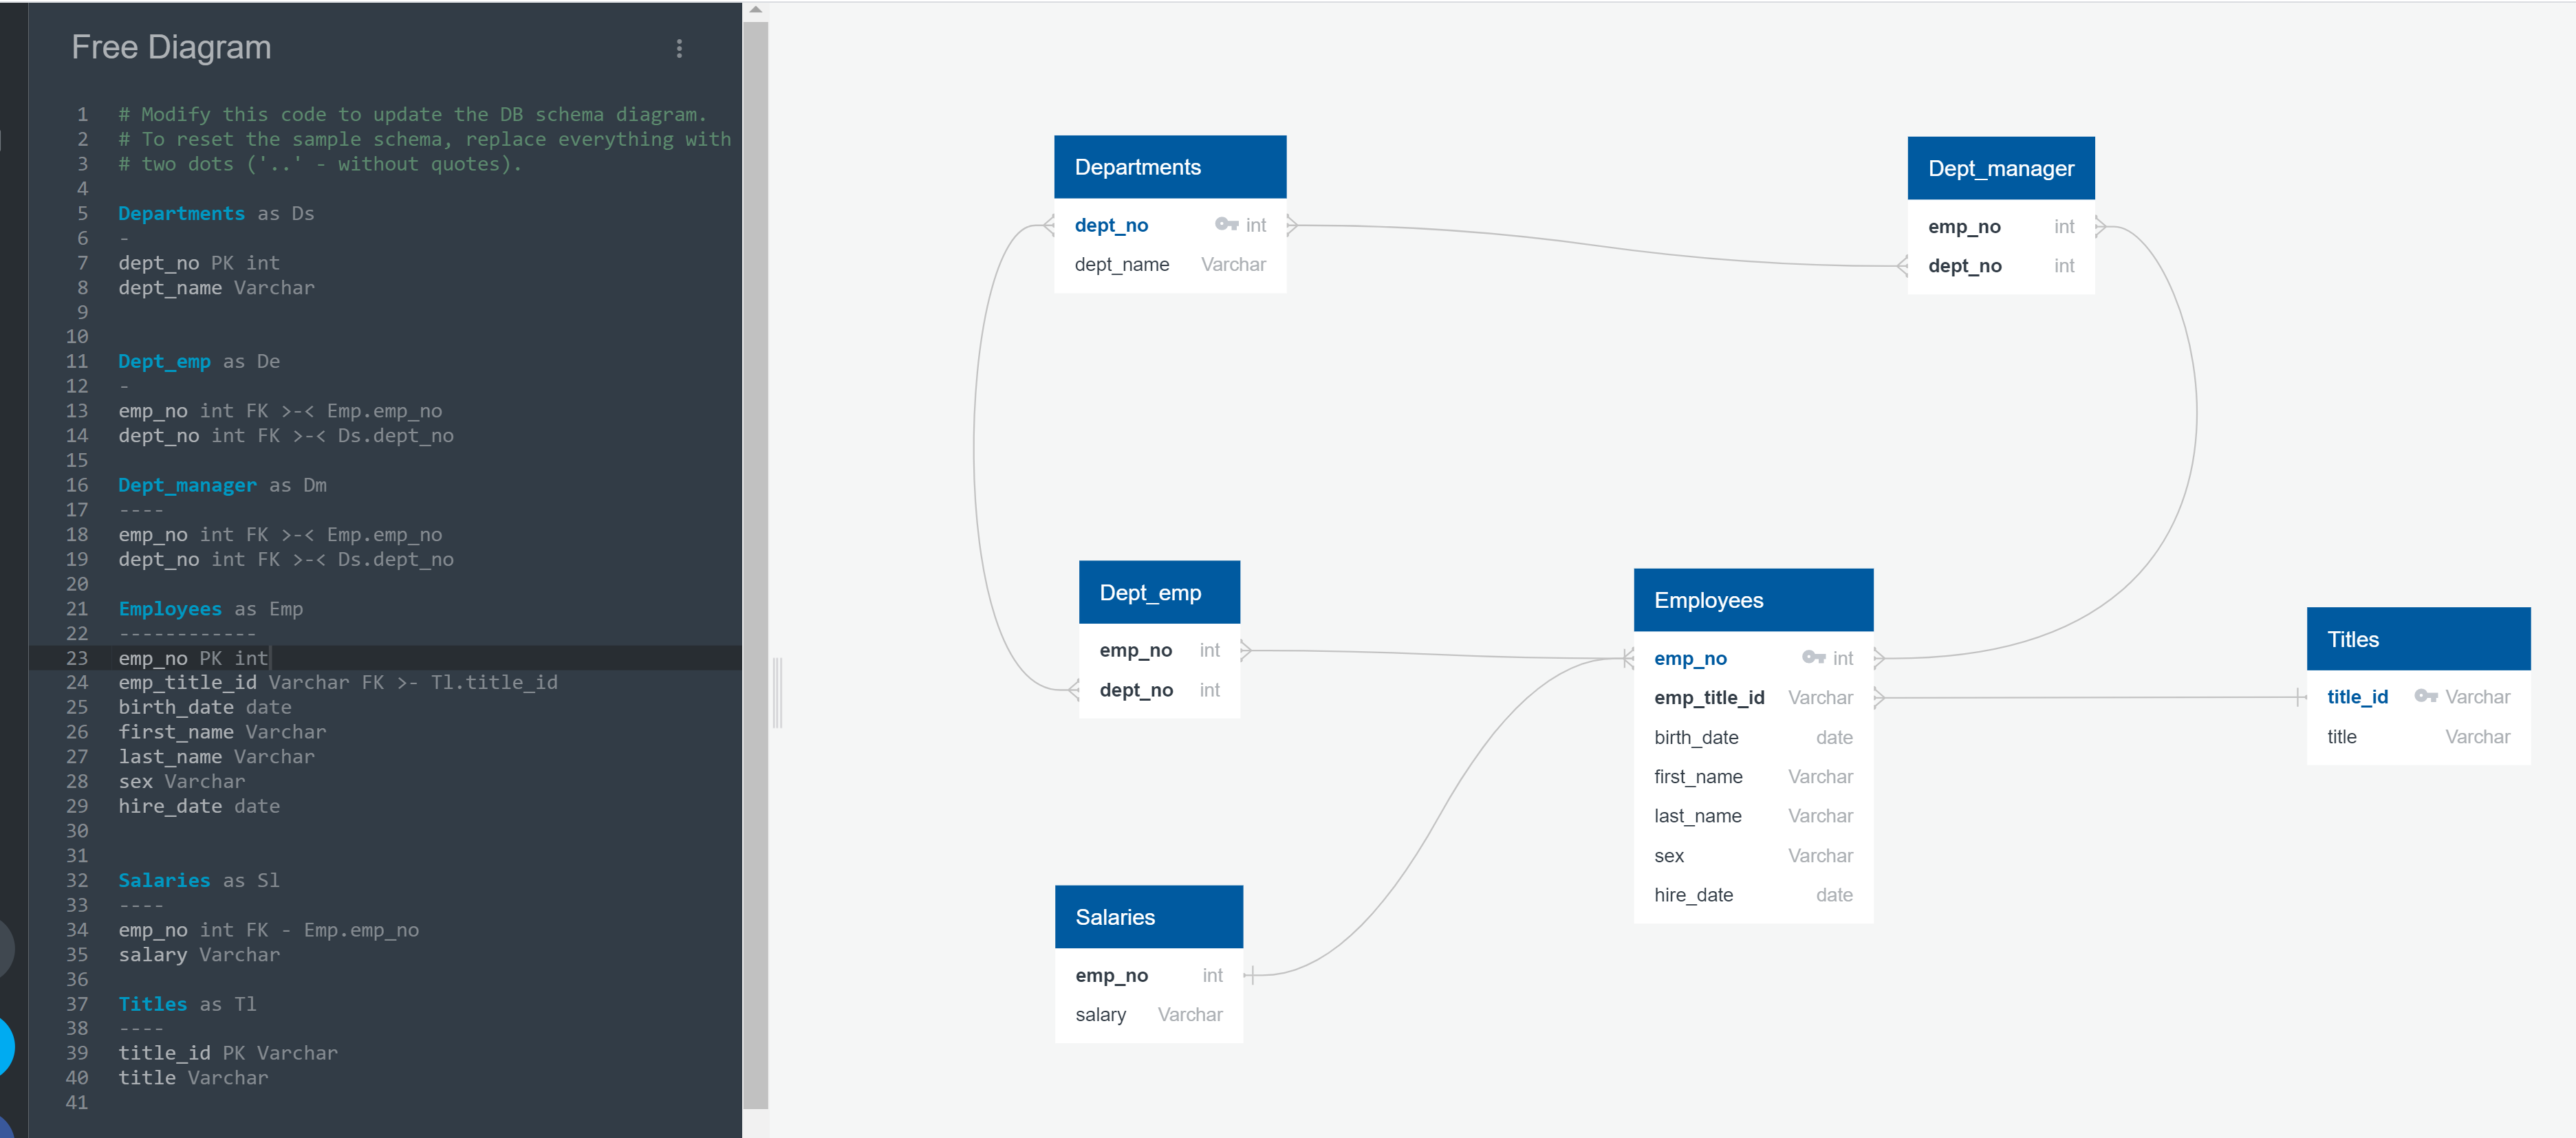 Free Diagram
1 # Modify this code to update the DB schema diagram.
2 # To reset the sample schema, replace everything with
3 # two dots ('..' - without quotes).
4
5 Departments as Ds
6 -
7 dept_no PK int
8 dept_name Varchar
9
10
11 Dept_emp as De
12 -
13 emp_no int FK >-< Emp.emp_no
14 dept_no int FK >-< Ds.dept_no
15
16 Dept_manager as Dm
17 ----
18 emp_no int FK >-< Emp.emp_no
19 dept_no int FK >-< Ds.dept_no
20
21 Employees as Emp
22 ------------
23 emp_no PK int
24 emp_title_id Varchar FK >- Tl.title_id
25 birth_date date
26 first_name Varchar
27 last_name Varchar
28 sex Varchar
29 hire_date date
30
31
32 Salaries as Sl
33 ----
34 emp_no int FK - Emp.emp_no
35 salary Varchar
36
37 Titles as Tl
38 ----
39 title_id PK Varchar
40 title Varchar
41
Departments
dept_no int
dept_name Varchar
Dept_manager
emp_no int
dept_no int
Dept_emp
emp_no int
dept_no int
Employees
emp_no int
emp_title_id Varchar
birth_date date
first_name Varchar
last_name Varchar
sex Varchar
hire_date date
Titles
title_id Varchar
title Varchar
Salaries
emp_no int
salary Varchar